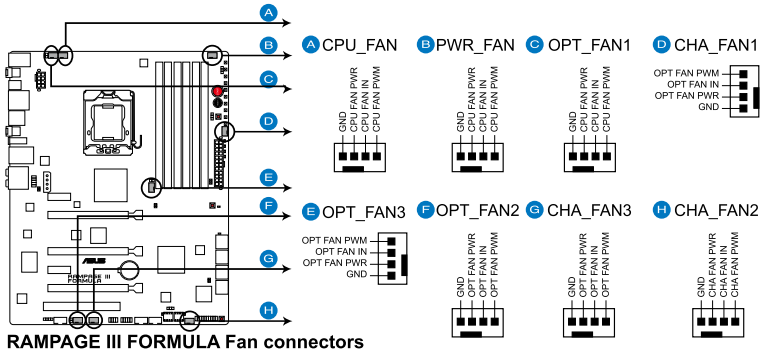 A
B
C
D
E
F
G
H
A CPU_FAN
GND
CPU FAN PWR
CPU FAN IN
CPU FAN PWM
B PWR_FAN
GND
CPU FAN PWR
CPU FAN IN
CPU FAN PWM
C OPT_FAN1
GND
CPU FAN PWR
CPU FAN IN
CPU FAN PWM
D CHA_FAN1
OPT FAN PWM
OPT FAN IN
OPT FAN PWR
GND
E OPT_FAN3
OPT FAN PWM
OPT FAN IN
OPT FAN PWR
GND
F OPT_FAN2
GND
OPT FAN PWR
OPT FAN IN
OPT FAN PWM
G CHA_FAN3
GND
OPT FAN PWR
OPT FAN IN
OPT FAN PWM
H CHA_FAN2
GND
CHA FAN PWR
CHA FAN IN
CHA FAN PWM
ASUS
RAMPAGE III
FORMULA
RAMPAGE III FORMULA Fan connectors